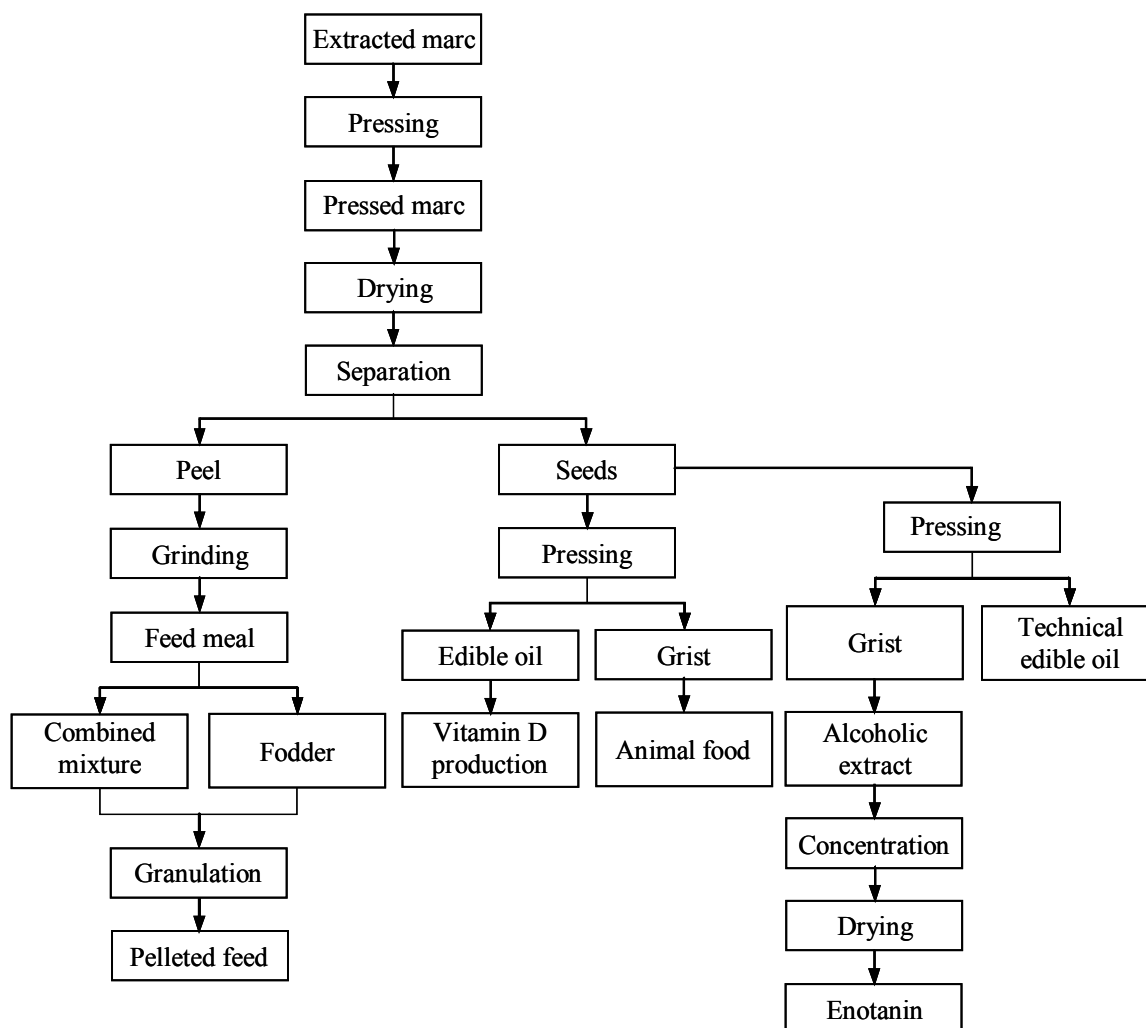 Extracted marc
Pressing
Pressed marc
Drying
Separation
Peel
Seeds
Pressing
Grinding
Pressing
Feed meal
Edible oil
Grist
Grist
Technical
edible oil
Combined
mixture
Fodder
Vitamin D
production
Animal food
Alcoholic
extract
Granulation
Concentration
Pelleted feed
Drying
Enotanin